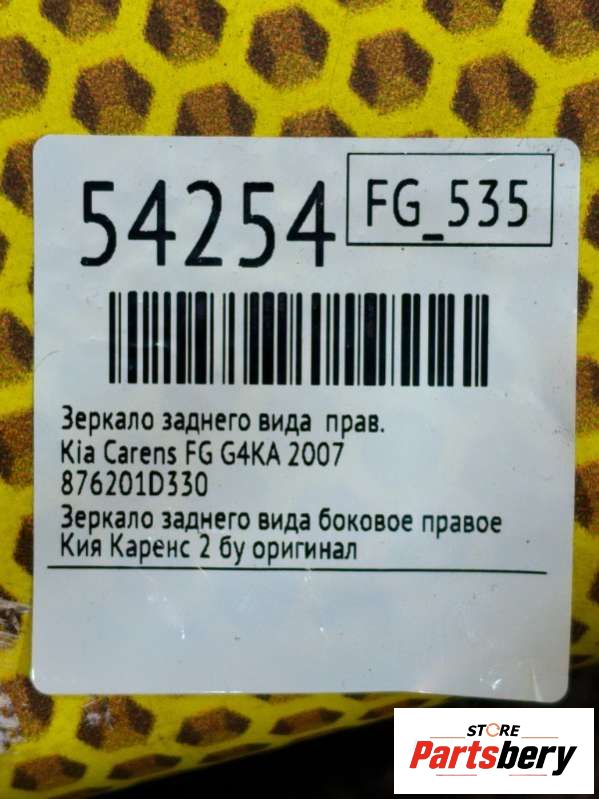 54254
FG_535
Зеркало заднего вида прав.
Kia Carens FG G4KA 2007
876201D330
Зеркало заднего вида боковое правое
Кия Каренс 2 бу оригинал
STORE
Partsbery